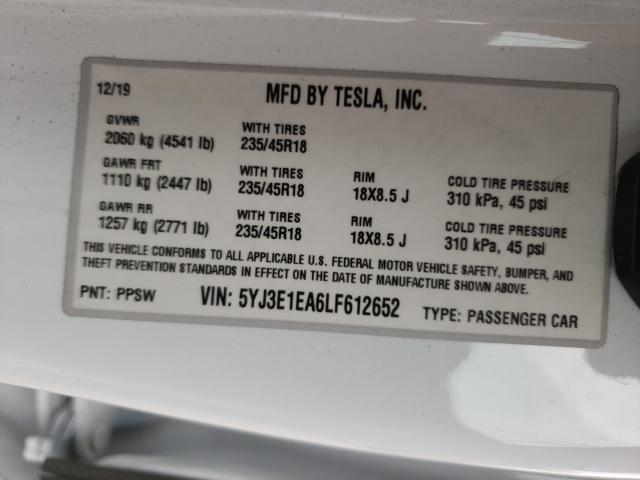 12/19 MFD BY TESLA, INC.
GVWR WITH TIRES
2060 kg (4541 lb) 235/45R18
GAWR FRT WITH TIRES RIM COLD TIRE PRESSURE
1110 kg (2447 lb) 235/45R18 18X8.5 J 310 kPa, 45 psi
GAWR RR WITH TIRES RIM COLD TIRE PRESSURE
1257 kg (2771 lb) 235/45R18 18X8.5 J 310 kPa, 45 psi
THIS VEHICLE CONFORMS TO ALL APPLICABLE U.S. FEDERAL MOTOR VEHICLE SAFETY, BUMPER, AND
THEFT PREVENTION STANDARDS IN EFFECT ON THE DATE OF MANUFACTURE SHOWN ABOVE.
PNT: PPSW VIN: 5YJ3E1EA6LF612652 TYPE: PASSENGER CAR